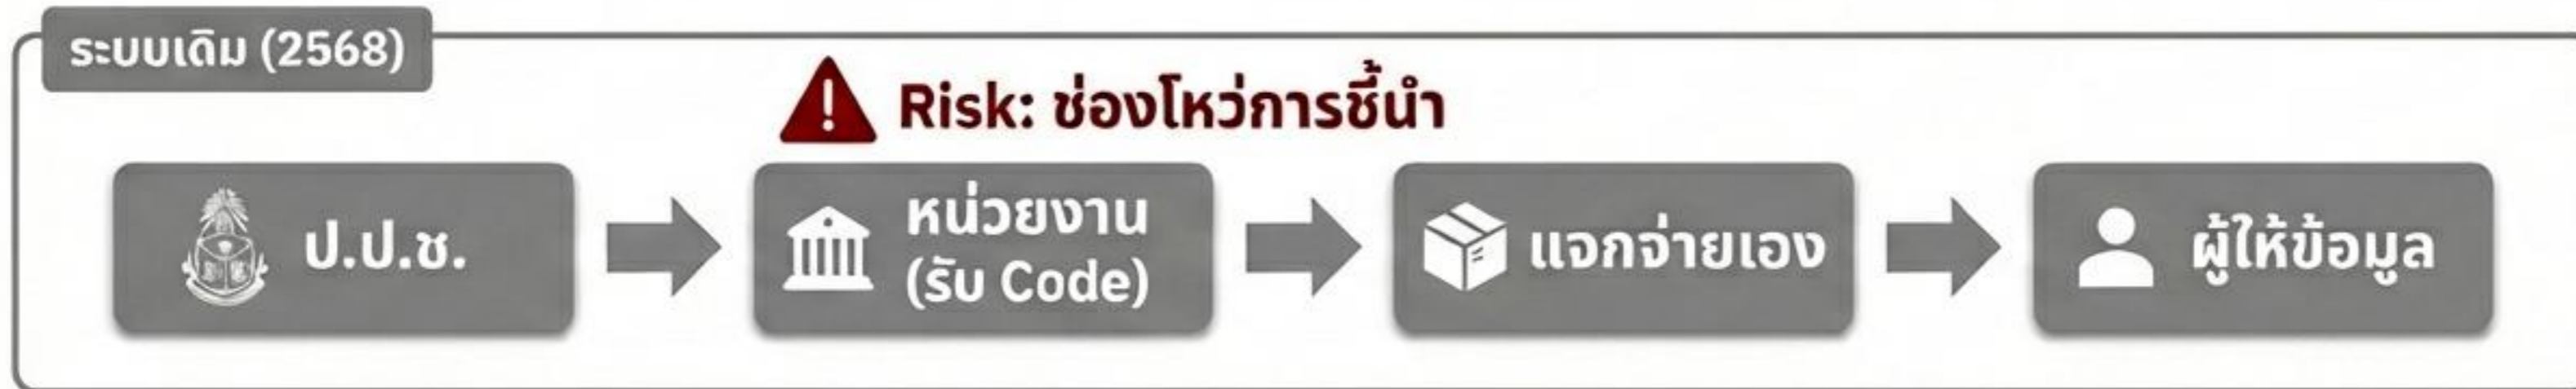 ระบบเดิม (2568)
Risk: ช่องโหว่การชี้นำ
ป.ป.ช.
หน่วยงาน
(รับ Code)
แจกจ่ายเอง
ผู้ให้ข้อมูล